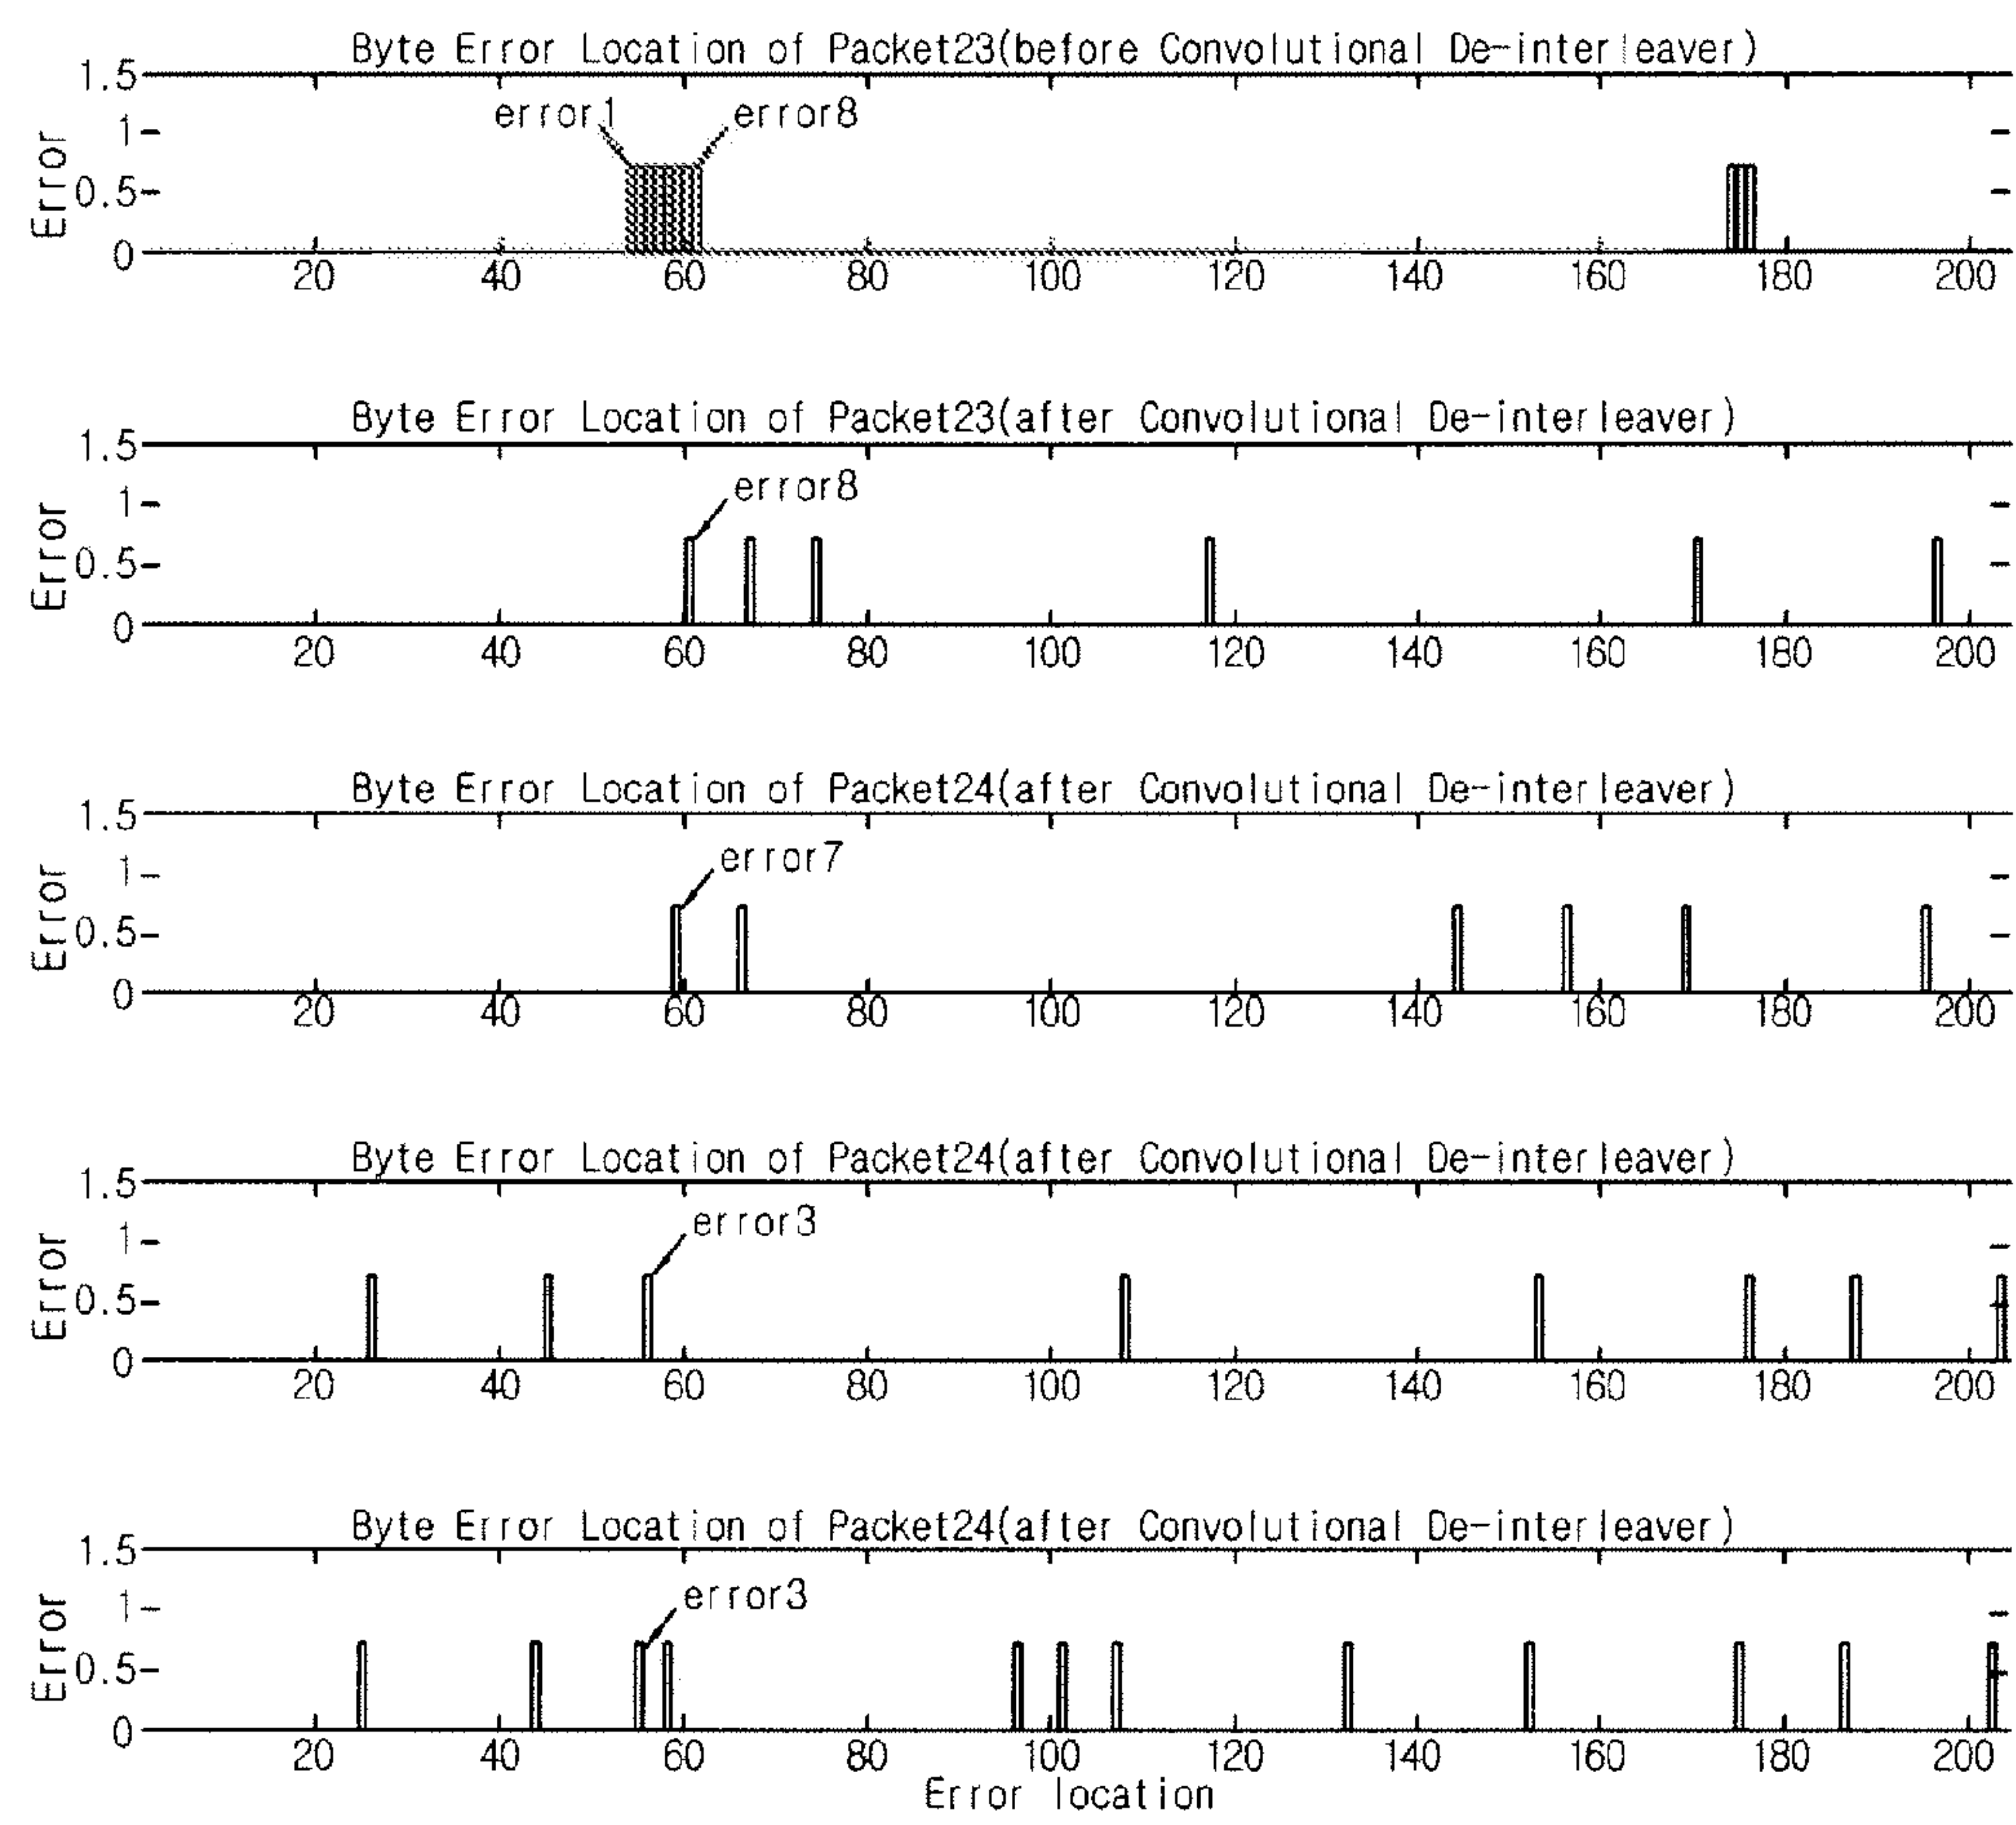 Byte Error Location of Packet23(before Convolutional De-interleaver)
1.5
error1 error8
1
Error
0.5
0
20 40 60 80 100 120 140 160 180 200
Byte Error Location of Packet23(after Convolutional De-interleaver)
1.5
error8
1
Error
0.5
0
20 40 60 80 100 120 140 160 180 200
Byte Error Location of Packet24(after Convolutional De-interleaver)
1.5
error7
1
Error
0.5
0
20 40 60 80 100 120 140 160 180 200
Byte Error Location of Packet24(after Convolutional De-interleaver)
1.5
error3
1
Error
0.5
0
20 40 60 80 100 120 140 160 180 200
Byte Error Location of Packet24(after Convolutional De-interleaver)
1.5
error3
1
Error
0.5
0
20 40 60 80 100 120 140 160 180 200
Error location